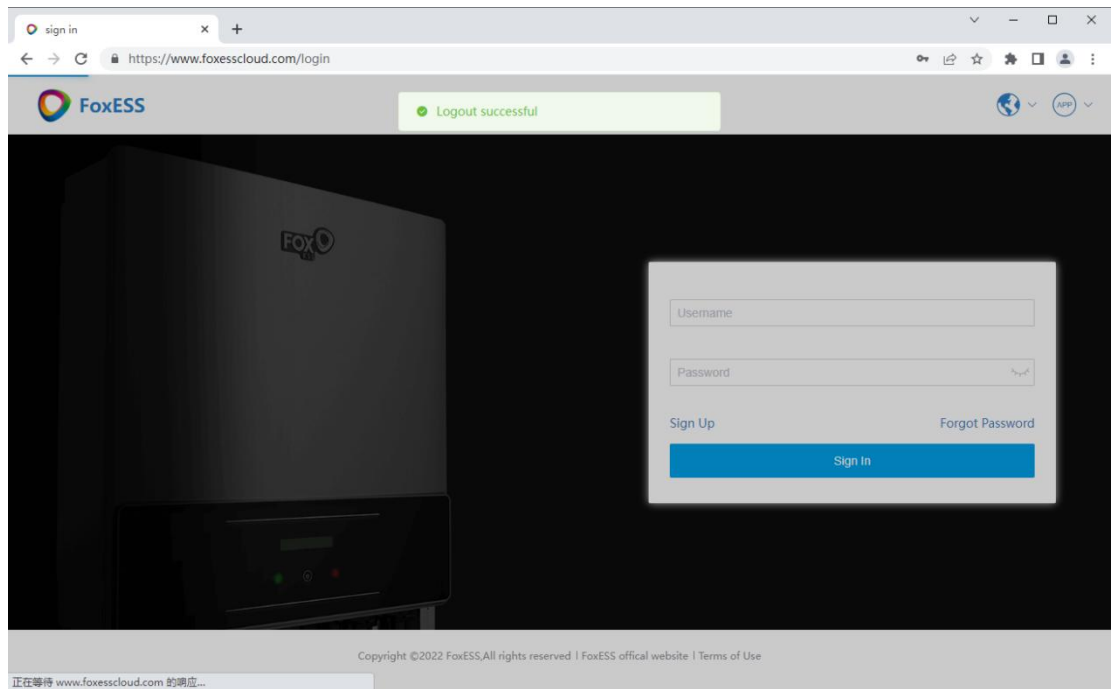 sign in
https://www.foxesscloud.com/login
FoxESS
Logout successful
APP
FOX
Username
Password
Sign Up
Forgot Password
Sign In
Copyright ©2022 FoxESS,All rights reserved | FoxESS offical website | Terms of Use
正在等待 www.foxesscloud.com 的响应...